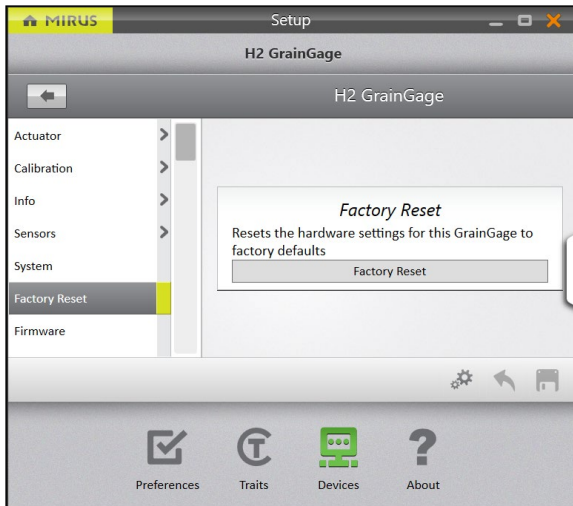 MIRUS
Setup
H2 GrainGage
H2 GrainGage
Actuator
Calibration
Info
Sensors
System
Factory Reset
Firmware
Factory Reset
Resets the hardware settings for this GrainGage to
factory defaults
Factory Reset
Preferences
Traits
Devices
About